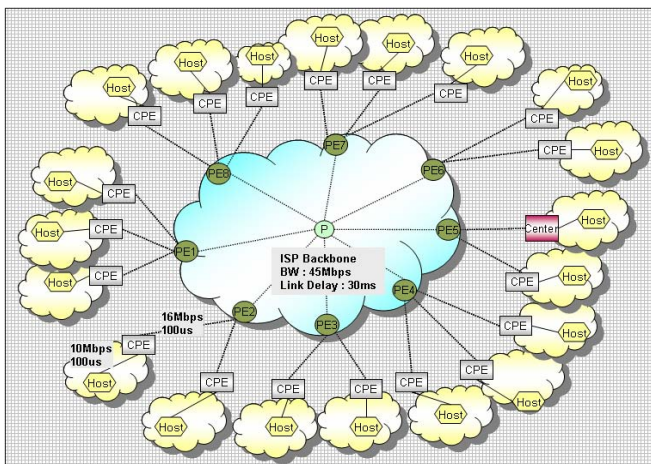 Host Host Host Host Host
Host
CPE CPE CPE CPE CPE CPE
CPE
Host
CPE
PE7
Host
CPE
PE8
PE6
Host
CPE
Host
CPE
P
PE5
Center
Host
PE1
Host
CPE
ISP Backbone
BW : 45Mbps
Link Delay : 30ms
CPE
Host
PE4
PE2
PE3
16Mbps
100us
CPE
Host
CPE
10Mbps
100us
Host
CPE
CPE
CPE
CPE
Host
Host
Host
Host
Host